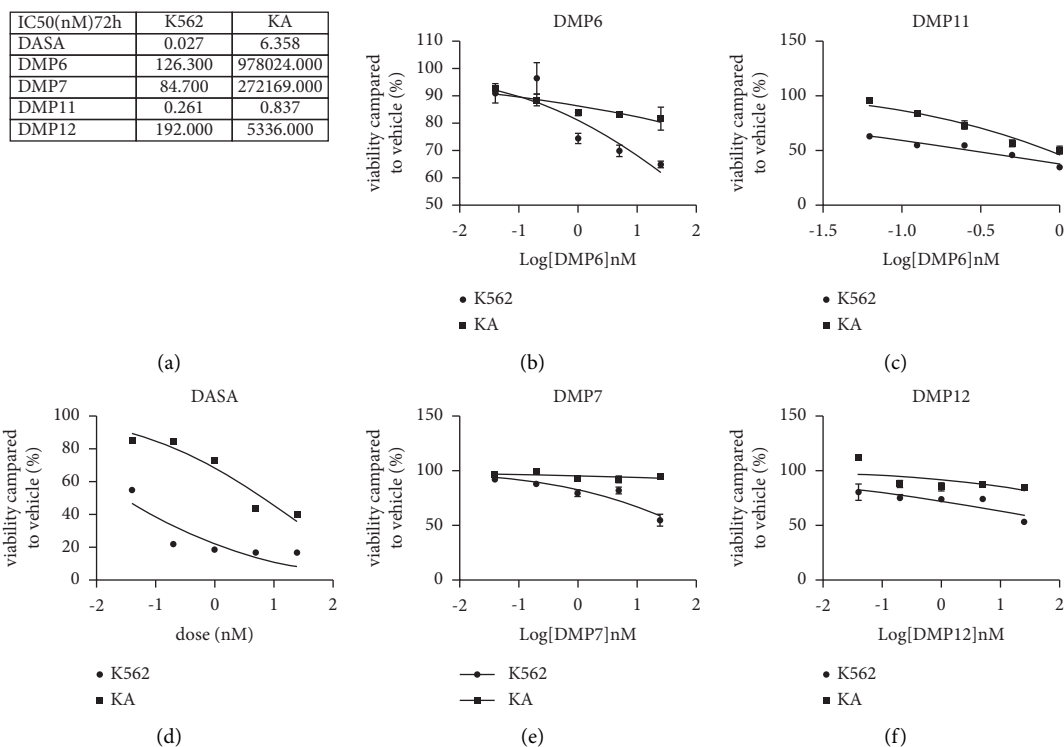 IC50(nM)72h K562 KA
DASA 0.027 6.358
DMP6 126.300 978024.000
DMP7 84.700 272169.000
DMP11 0.261 0.837
DMP12 192.000 5336.000
(a)
DMP6
viability campared
to vehicle (%)
110
100
90
80
70
60
50
-2 -1 0 1 2
Log[DMP6]nM
K562
KA
(b)
DMP11
viability campared
to vehicle (%)
150
100
50
0
-1.5 -1.0 -0.5 0
Log[DMP6]nM
K562
KA
(c)
DASA
viability campared
to vehicle (%)
100
80
60
40
20
0
-2 -1 0 1 2
dose (nM)
K562
KA
(d)
DMP7
viability campared
to vehicle (%)
150
100
50
0
-2 -1 0 1 2
Log[DMP7]nM
K562
KA
(e)
DMP12
viability campared
to vehicle (%)
150
100
50
0
-2 -1 0 1 2
Log[DMP12]nM
K562
KA
(f)